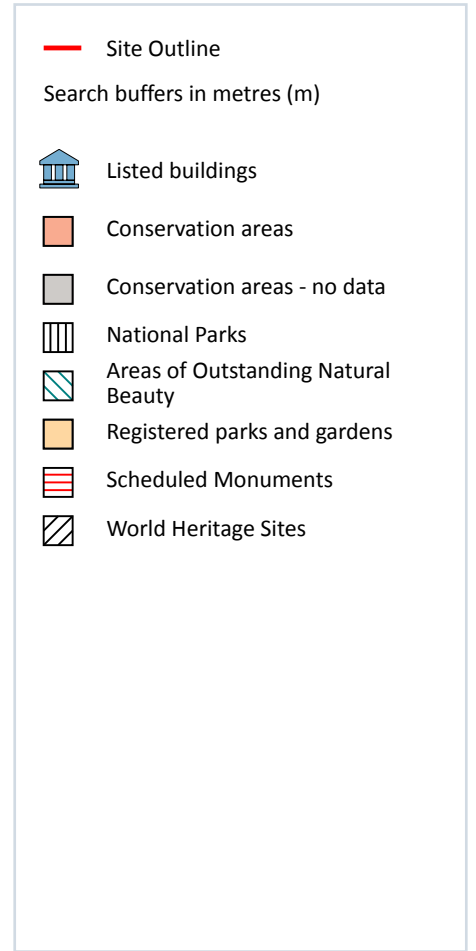 Site Outline
Search buffers in metres (m)
Listed buildings
Conservation areas
Conservation areas - no data
National Parks
Areas of Outstanding Natural
Beauty
Registered parks and gardens
Scheduled Monuments
World Heritage Sites